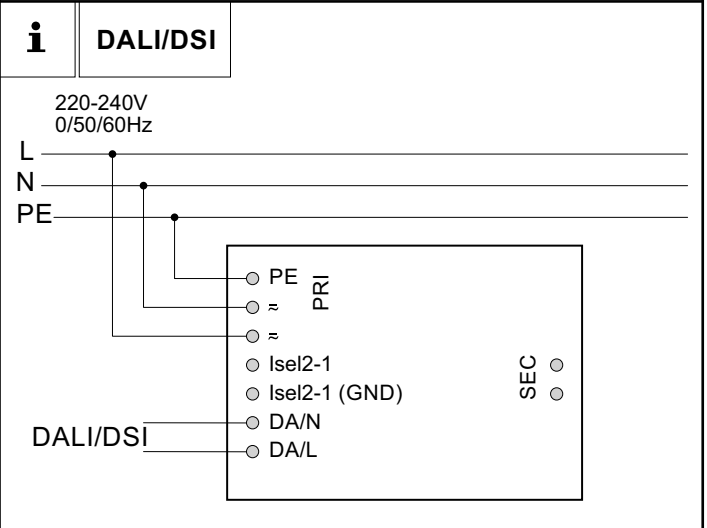 i
DALI/DSI
220-240V
0/50/60Hz
L
N
PE
PE
PRI
≂
≂
Isel2-1
Isel2-1 (GND)
SEC
DA/N
DA/L
DALI/DSI